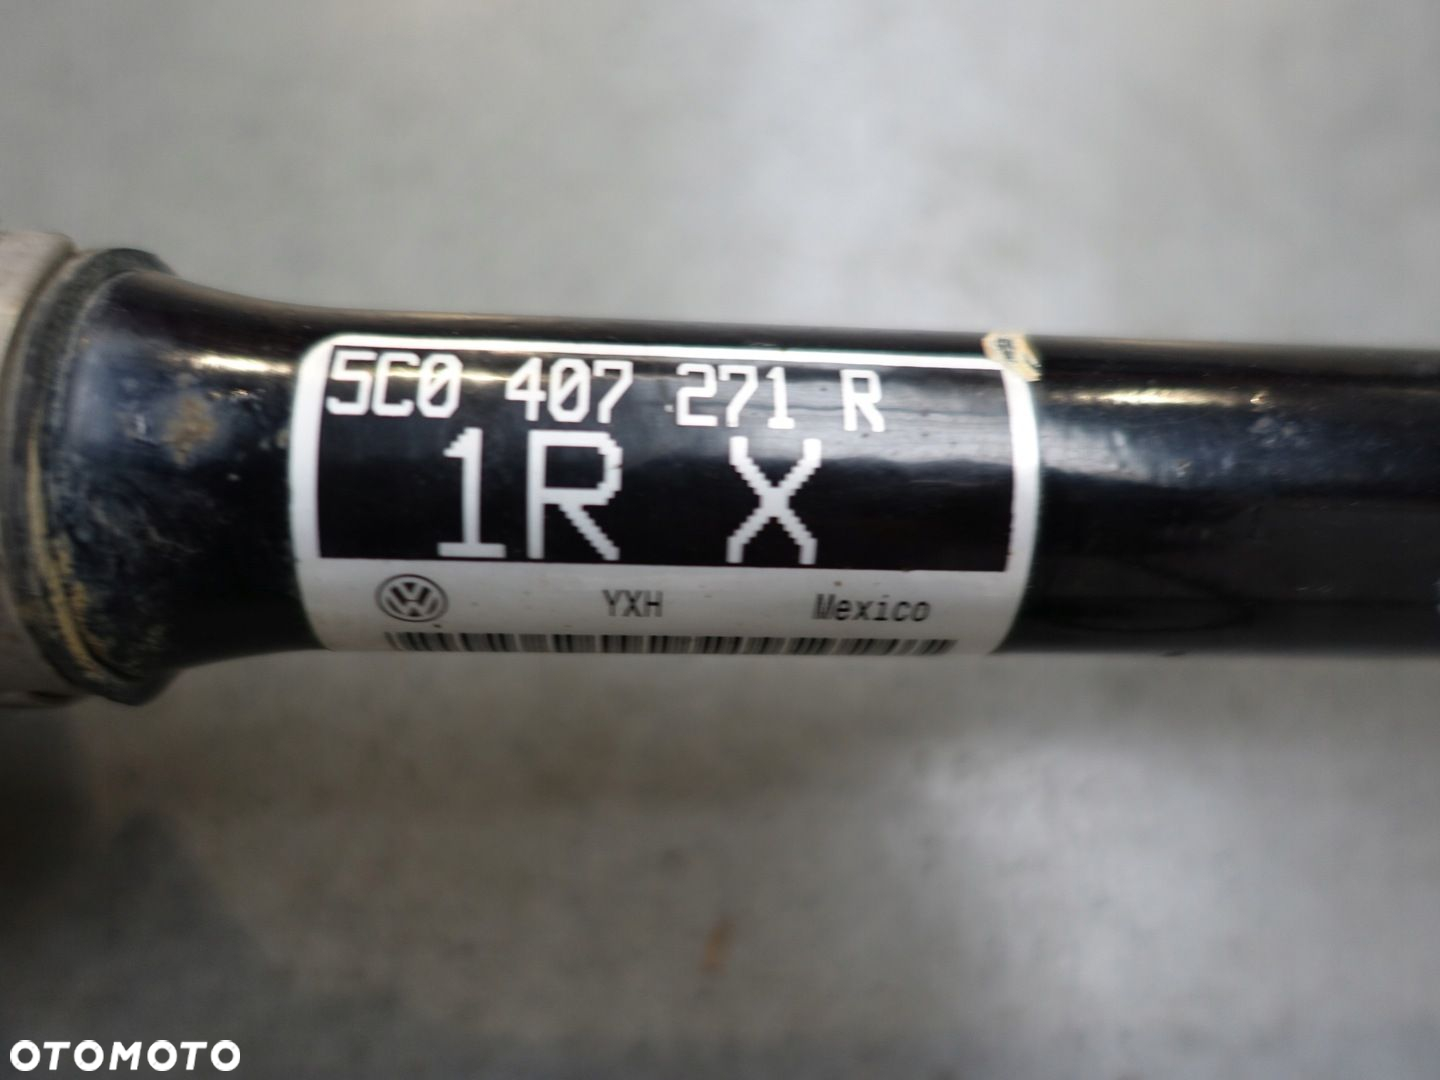 5C0 407 271 R
1R X
YXH Mexico
OTOMOTO